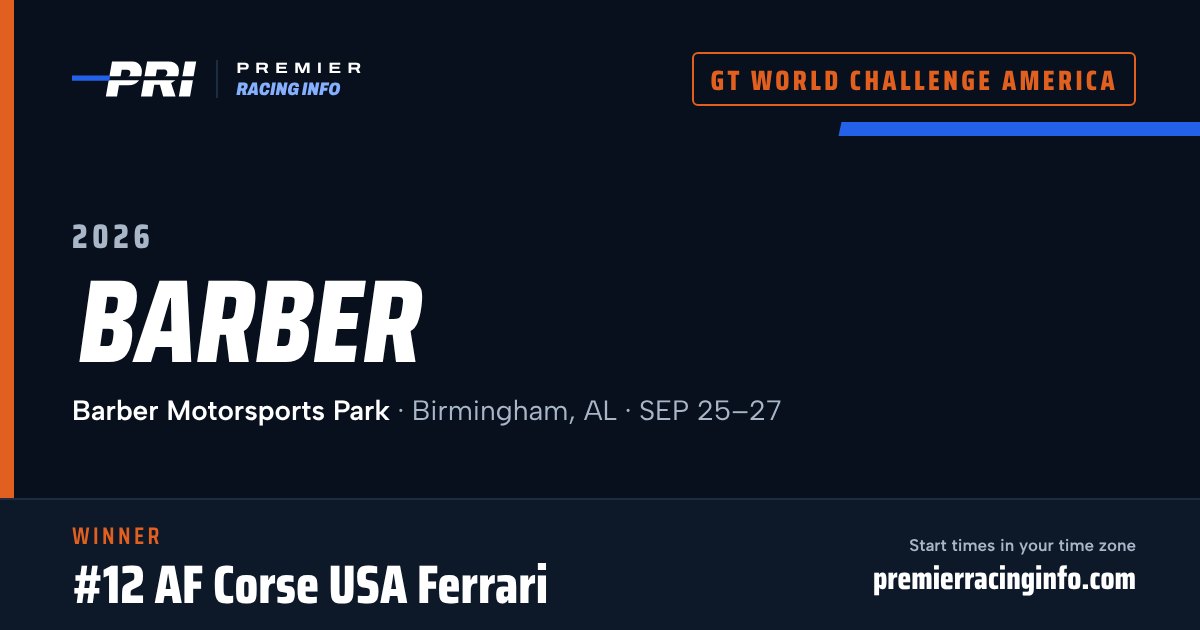 PRI
PREMIER
RACING INFO
GT WORLD CHALLENGE AMERICA
2026
BARBER
Barber Motorsports Park · Birmingham, AL · SEP 25–27
WINNER
#12 AF Corse USA Ferrari
Start times in your time zone
premierracinginfo.com